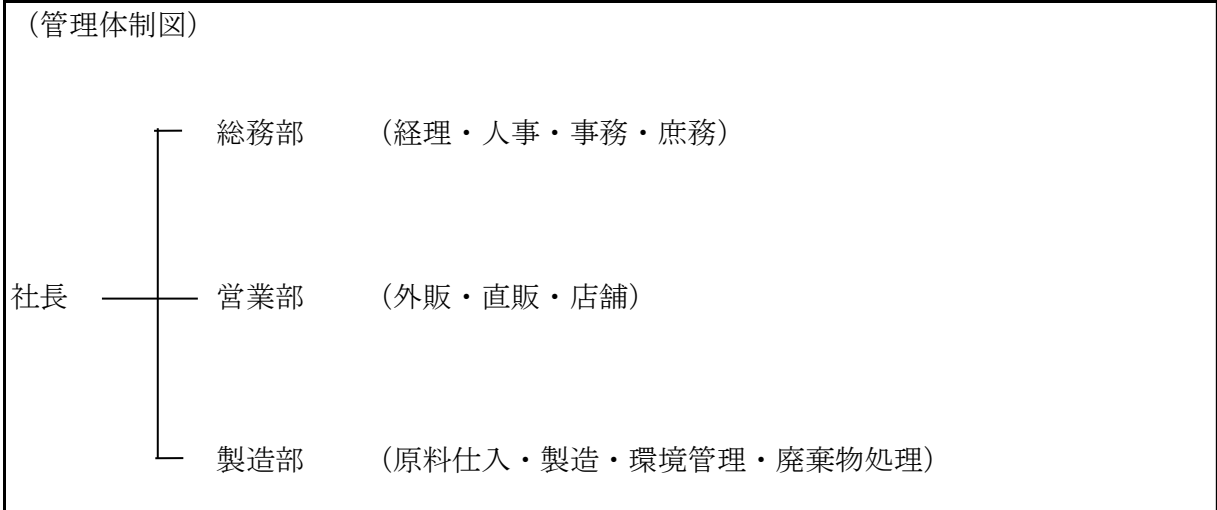 （管理体制図）
総務部　（経理・人事・事務・庶務）
社長　営業部　（外販・直販・店舗）
製造部　（原料仕入・製造・環境管理・廃棄物処理）